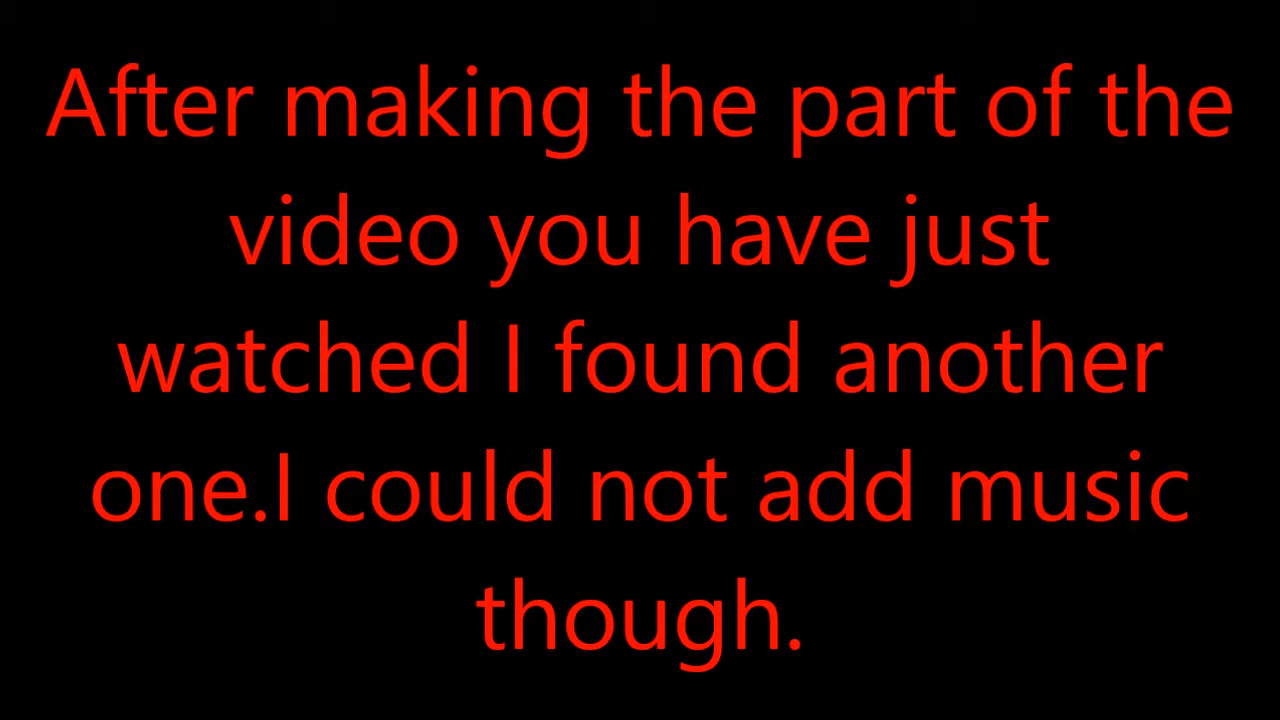 After making the part of the
video you have just
watched I found another
one.I could not add music
though.